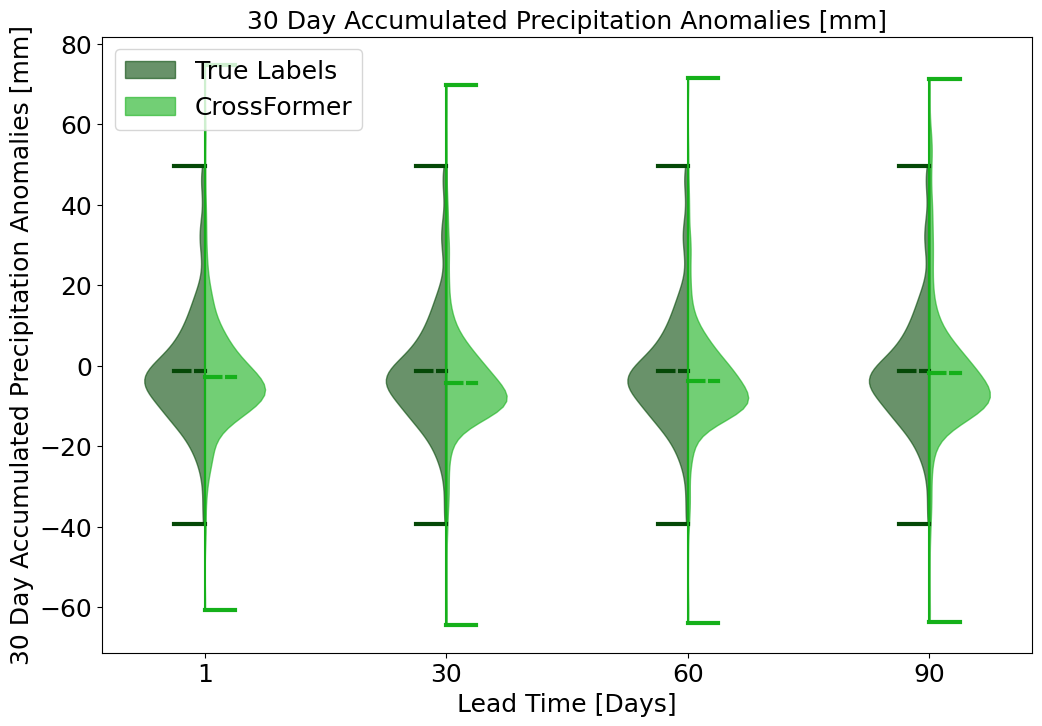 30 Day Accumulated Precipitation Anomalies [mm]
30 Day Accumulated Precipitation Anomalies [mm]
80
60
40
20
0
−20
−40
−60
True Labels
CrossFormer
1
30
60
90
Lead Time [Days]